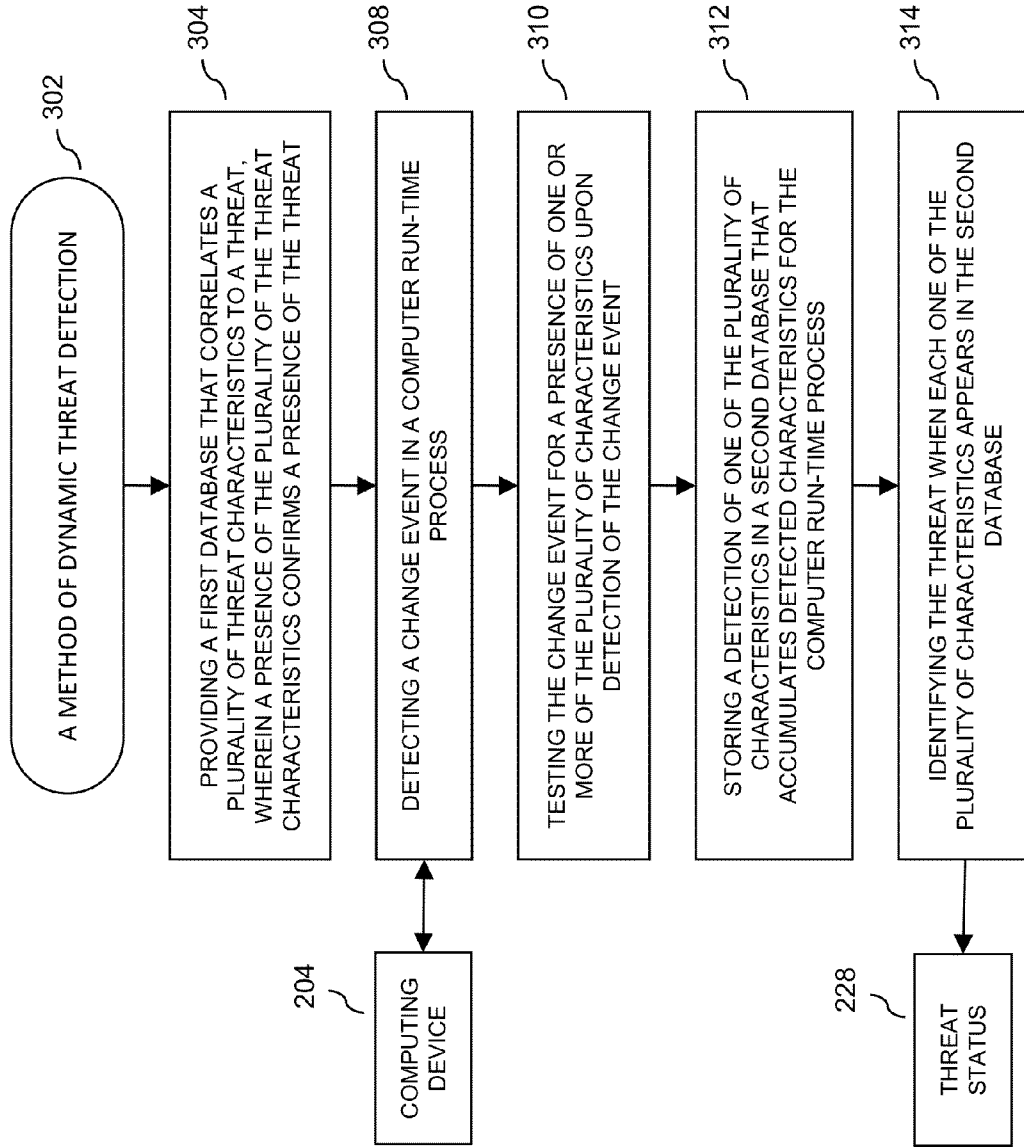 302
A METHOD OF DYNAMIC THREAT DETECTION
304
PROVIDING A FIRST DATABASE THAT CORRELATES A
PLURALITY OF THREAT CHARACTERISTICS TO A THREAT,
WHEREIN A PRESENCE OF THE PLURALITY OF THE THREAT
CHARACTERISTICS CONFIRMS A PRESENCE OF THE THREAT
308
DETECTING A CHANGE EVENT IN A COMPUTER RUN-TIME
PROCESS
204
COMPUTING
DEVICE
310
TESTING THE CHANGE EVENT FOR A PRESENCE OF ONE OR
MORE OF THE PLURALITY OF CHARACTERISTICS UPON
DETECTION OF THE CHANGE EVENT
312
STORING A DETECTION OF ONE OF THE PLURALITY OF
CHARACTERISTICS IN A SECOND DATABASE THAT
ACCUMULATES DETECTED CHARACTERISTICS FOR THE
COMPUTER RUN-TIME PROCESS
314
IDENTIFYING THE THREAT WHEN EACH ONE OF THE
PLURALITY OF CHARACTERISTICS APPEARS IN THE SECOND
DATABASE
228
THREAT
STATUS